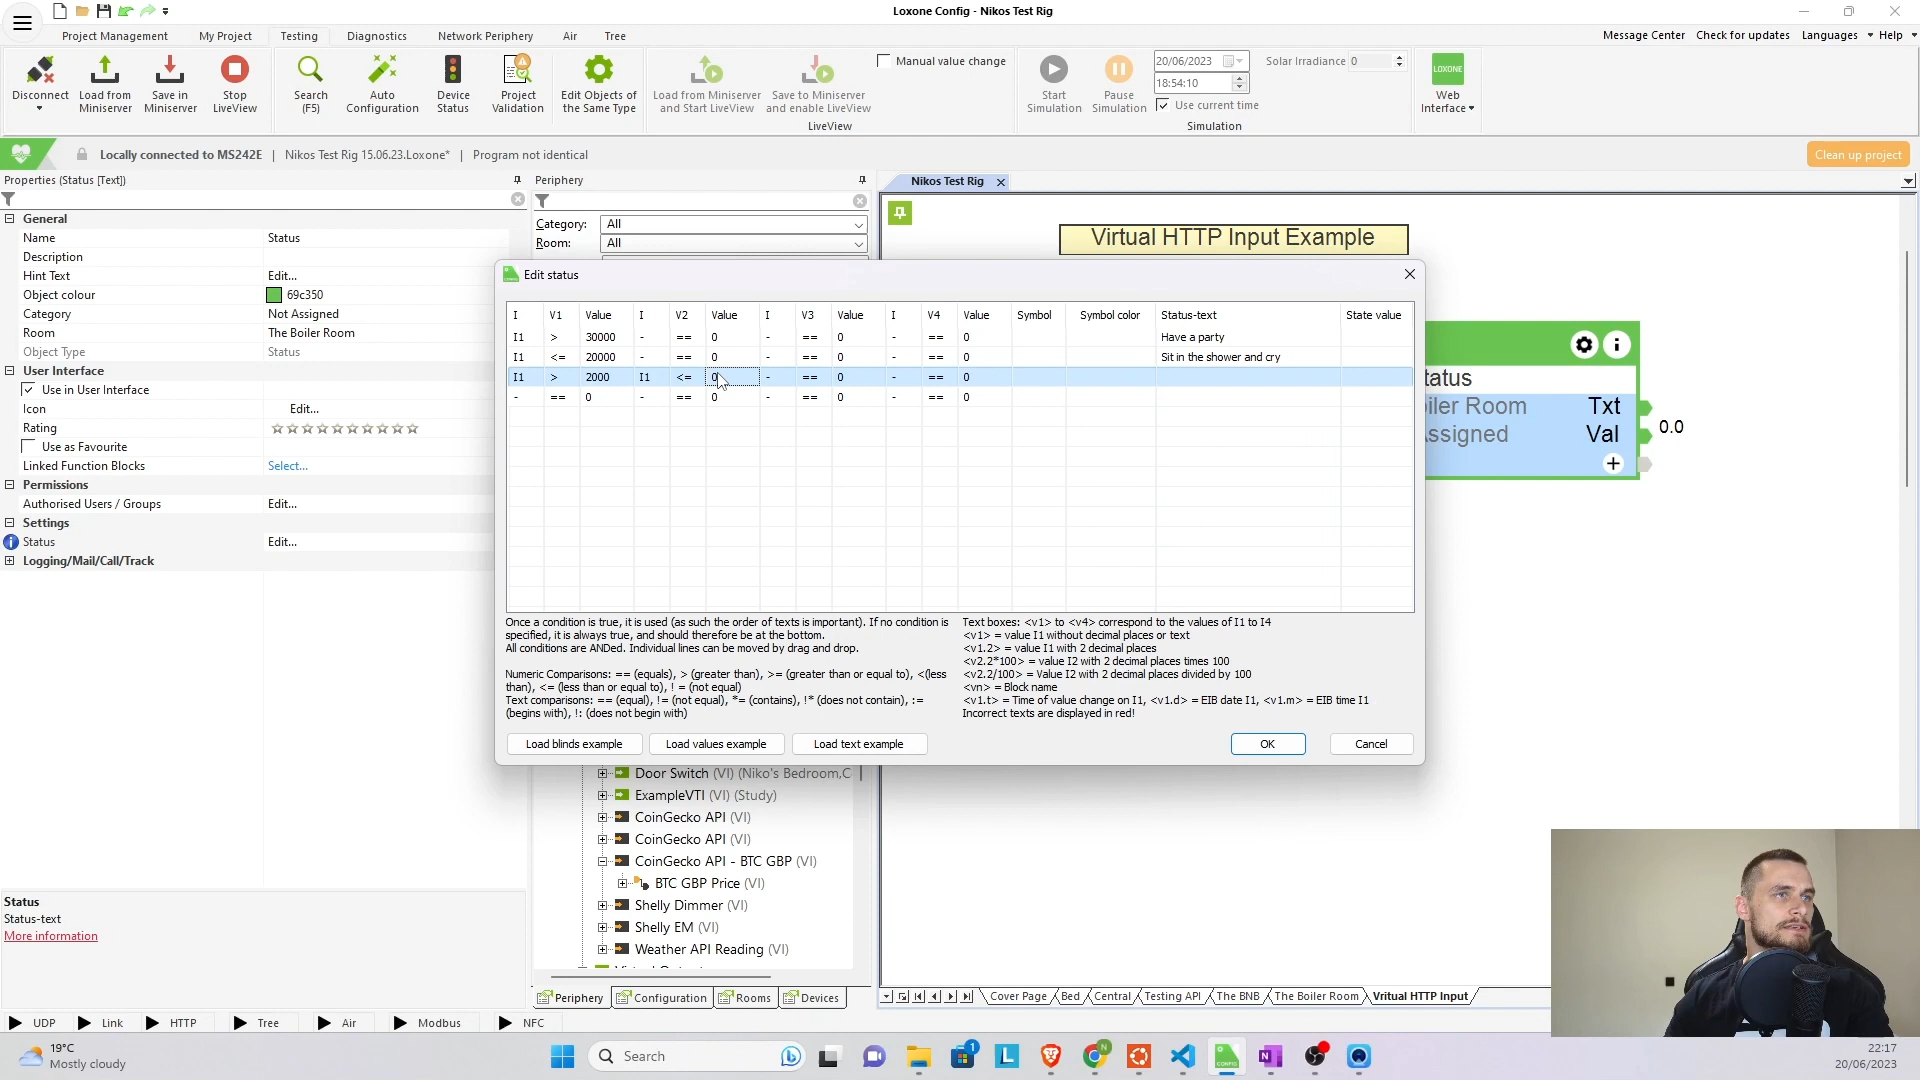 Loxone Config - Nikos Test Rig
Project Management My Project Testing Diagnostics Network Periphery Air Tree Message Center Check for updates Languages Help
Disconnect
Load from Miniserver
Save in Miniserver
Stop LiveView
Search (F5)
Auto Configuration
Device Status
Project Validation
Edit Objects of the Same Type
Load from Miniserver and Start LiveView
Save to Miniserver and enable LiveView
LiveView
Manual value change
Start Simulation
Pause Simulation
20/06/2023
18:54:10
Use current time
Solar Irradiance 0
Simulation
LOXONE
Web Interface
Locally connected to MS242E | Nikos Test Rig 15.06.23.Loxone* | Program not identical
Clean up project
Properties (Status [Text])
General
Name Status
Description
Hint Text Edit...
Object colour 69c350
Category Not Assigned
Room The Boiler Room
Object Type Status
User Interface
Use in User Interface
Icon Edit...
Rating
Use as Favourite
Linked Function Blocks Select...
Permissions
Authorised Users / Groups Edit...
Settings
Status Edit...
Logging/Mail/Call/Track
Status
Status-text
More information
Periphery
Category: All
Room: All
Nikos Test Rig
Virtual HTTP Input Example
tatus
iler Room Txt
ssigned Val
0.0
Edit status
I V1 Value I V2 Value I V3 Value I V4 Value Symbol Symbol color Status-text State value
I1 > 30000 - == 0 - == 0 - == 0 Have a party
I1 <= 20000 - == 0 - == 0 - == 0 Sit in the shower and cry
I1 > 2000 I1 <= 0 - == 0 - == 0
- == 0 - == 0 - == 0 - == 0
Once a condition is true, it is used (as such the order of texts is important). If no condition is
specified, it is always true, and should therefore be at the bottom.
All conditions are ANDed. Individual lines can be moved by drag and drop.
Numeric Comparisons: == (equals), > (greater than), >= (greater than or equal to), <(less
than), <= (less than or equal to), ! = (not equal)
Text comparisons: == (equal), != (not equal), *= (contains), !* (does not contain), :=
(begins with), !: (does not begin with)
Text boxes: <v1> to <v4> correspond to the values of I1 to I4
<v1> = value I1 without decimal places or text
<v1.2> = value I1 with 2 decimal places
<v2.2*100> = value I2 with 2 decimal places times 100
<v2.2/100> = Value I2 with 2 decimal places divided by 100
<vn> = Block name
<v1.t> = Time of value change on I1, <v1.d> = EIB date I1, <v1.m> = EIB time I1
Incorrect texts are displayed in red!
Load blinds example Load values example Load text example OK Cancel
Door Switch (VI) (Niko's Bedroom,C
ExampleVTI (VI) (Study)
CoinGecko API (VI)
CoinGecko API (VI)
CoinGecko API - BTC GBP (VI)
BTC GBP Price (VI)
Shelly Dimmer (VI)
Shelly EM (VI)
Weather API Reading (VI)
Periphery Configuration Rooms Devices
Cover Page Bed Central Testing API The BNB The Boiler Room Vritual HTTP Input
UDP Link HTTP Tree Air Modbus NFC
19°C
Mostly cloudy
Search
1
N
22:17
20/06/2023